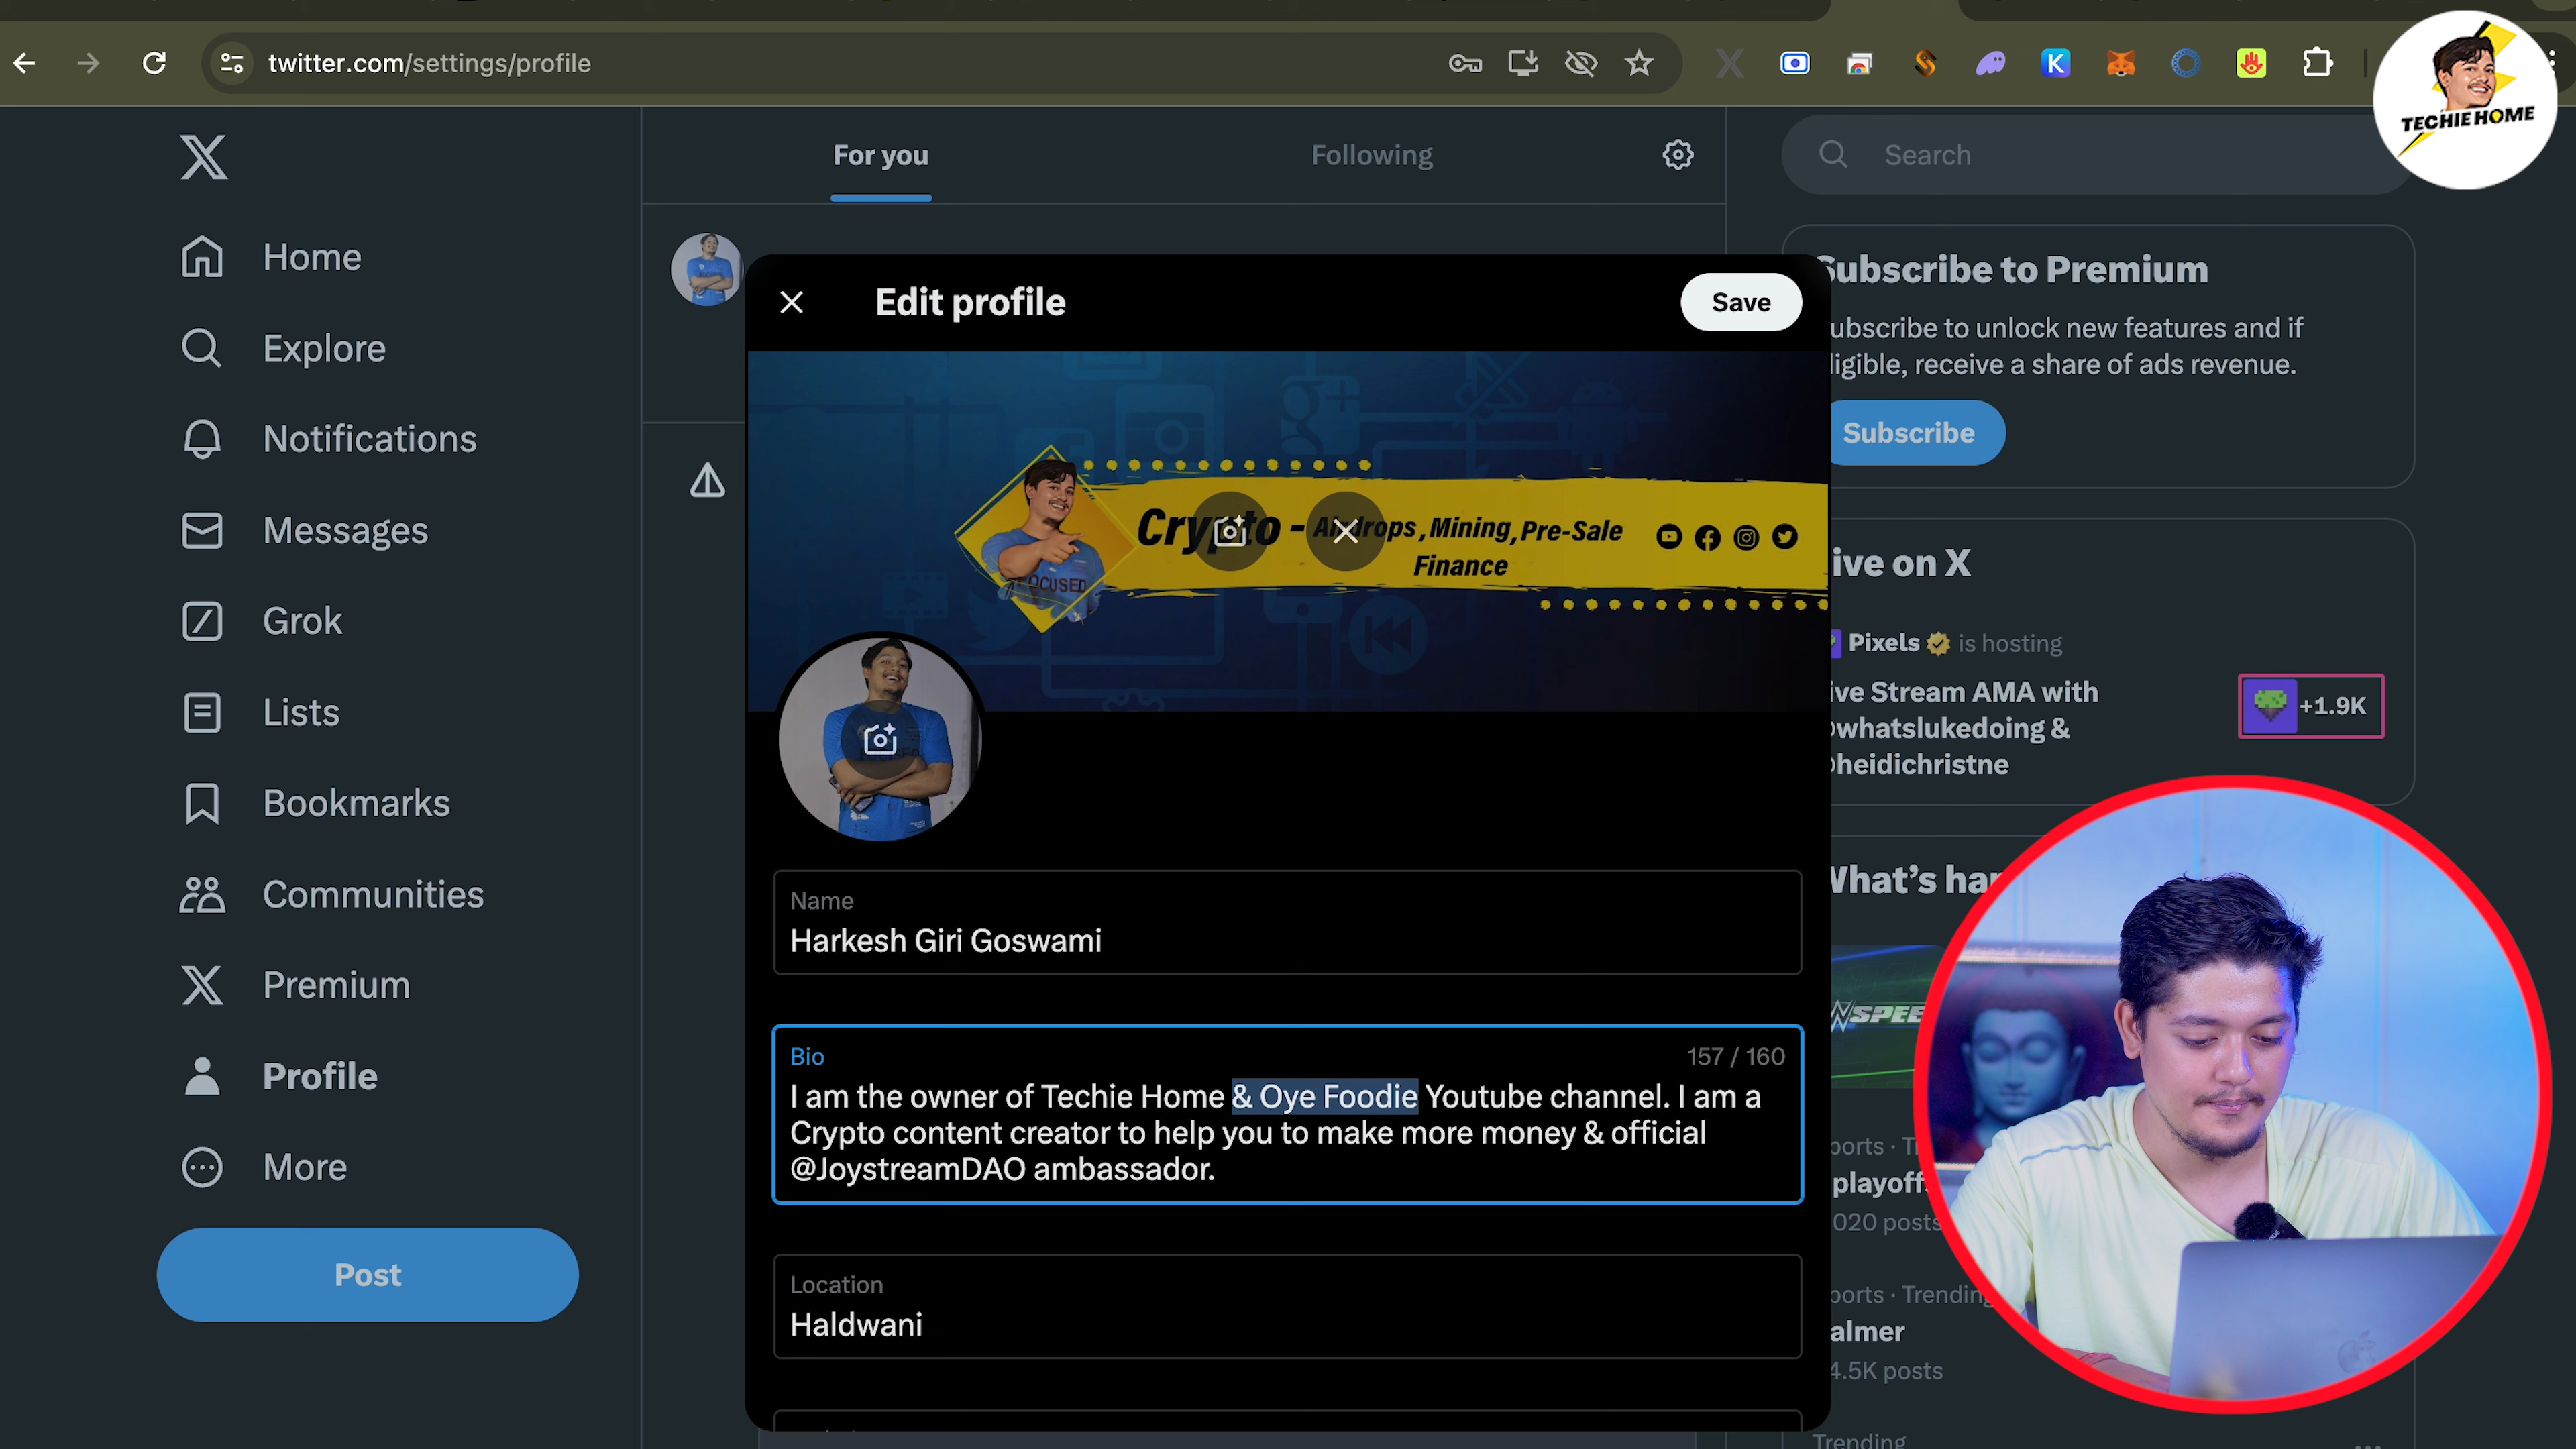 twitter.com/settings/profile
TECHIE HOME
For you
Following
Search
Home
Explore
Notifications
Messages
Grok
Lists
Bookmarks
Communities
Premium
Profile
More
Post
Edit profile
Save
Crypto - Airdrops, Mining, Pre-Sale
Finance
FOCUSED
Name
Harkesh Giri Goswami
Bio
157 / 160
I am the owner of Techie Home & Oye Foodie Youtube channel. I am a
Crypto content creator to help you to make more money & official
@JoystreamDAO ambassador.
Location
Haldwani
Subscribe to Premium
ubscribe to unlock new features and if
ligible, receive a share of ads revenue.
Subscribe
ive on X
Pixels is hosting
ive Stream AMA with
whatslukedoing &
heidichristne
+1.9K
What's hap
SPEE
orts · T
playoff
020 posts
orts · Trending
almer
4.5K posts
Trending